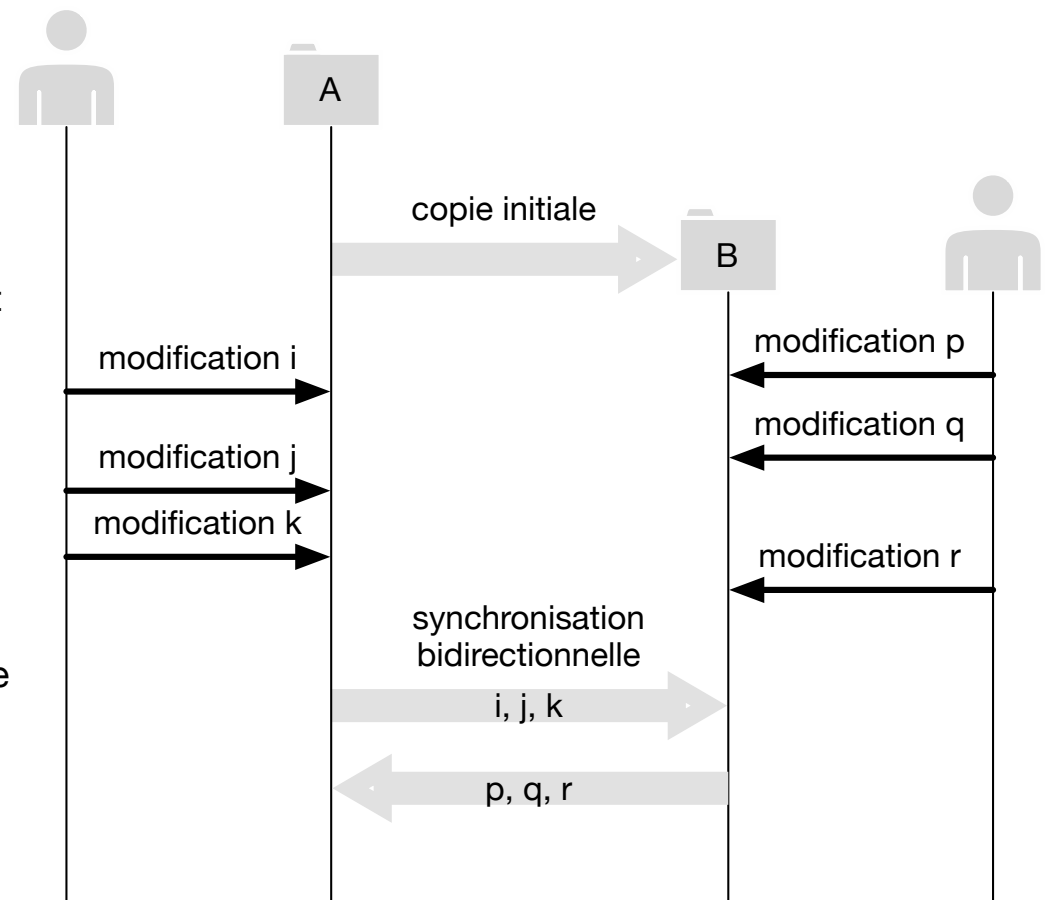 A
copie initiale
B
modification i
modification p
modification q
modification j
modification k
modification r
synchronisation
bidirectionnelle
e
i, j, k
p, q, r